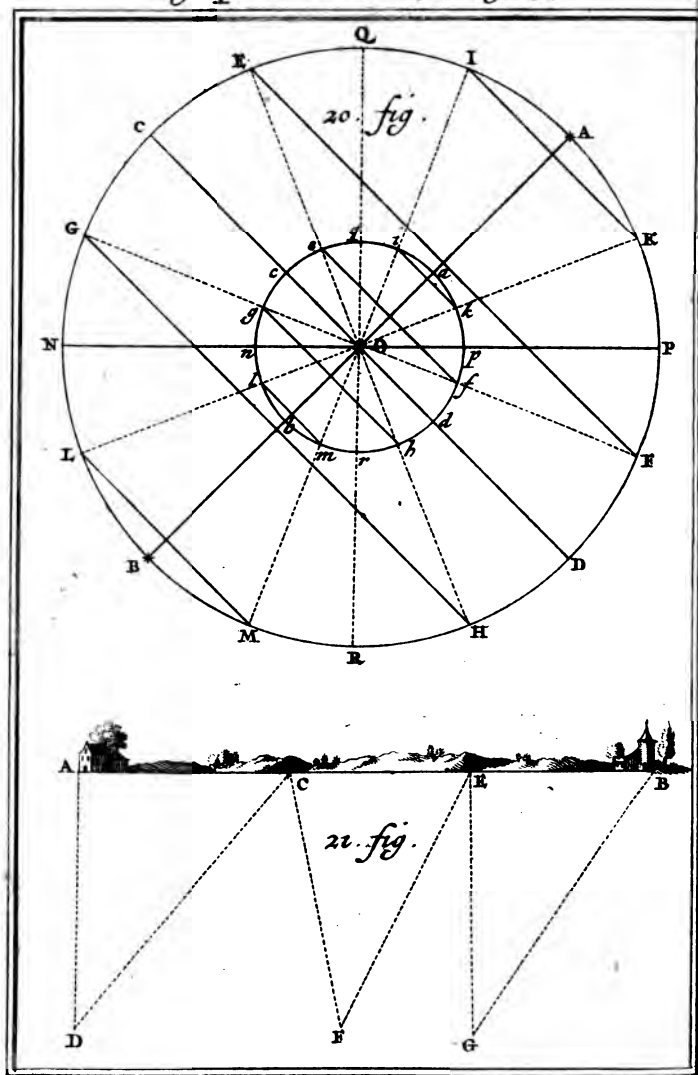 Q
E I
20. fig.
C A
G K
q
e i
c a
g k
N n O p P
l f
b d
m h
r
L F
B D
M H
R
A C E B
21. fig.
D F G